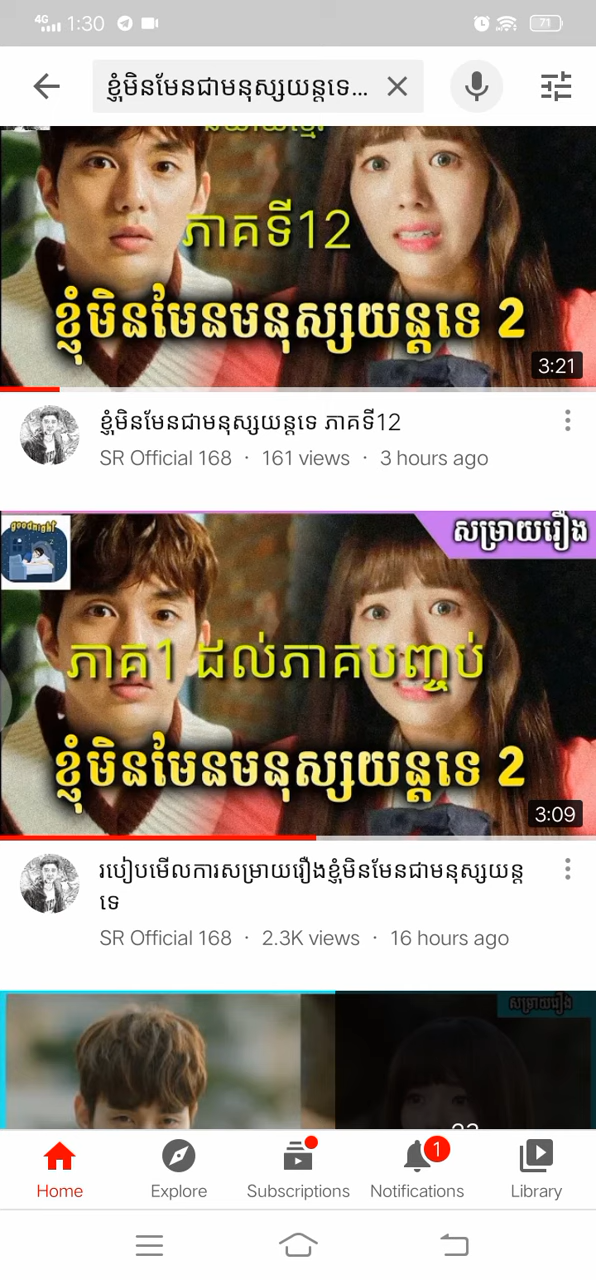 4G 1:30 71
ខ្ញុំមិនមែនជាមនុស្សយន្តទេ...
ភាគទី12
ខ្ញុំមិនមែនមនុស្សយន្តទេ 2
3:21
ខ្ញុំមិនមែនជាមនុស្សយន្តទេ ភាគទី12
SR Official 168 · 161 views · 3 hours ago
goodnight
សម្រាយរឿង
ភាគ1 ដល់ភាគបញ្ចប់
ខ្ញុំមិនមែនមនុស្សយន្តទេ 2
3:09
របៀបមើលការសម្រាយរឿងខ្ញុំមិនមែនជាមនុស្សយន្ត
ទេ
SR Official 168 · 2.3K views · 16 hours ago
សម្រាយរឿង
1
Home Explore Subscriptions Notifications Library